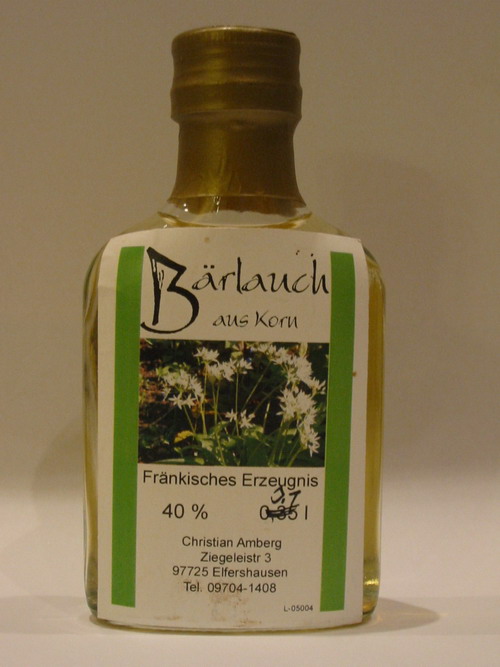 Bärlauch
aus Korn
Fränkisches Erzeugnis
40 % 0,35 l
Christian Amberg
Ziegeleistr 3
97725 Elfershausen
Tel. 09704-1408
L-05004